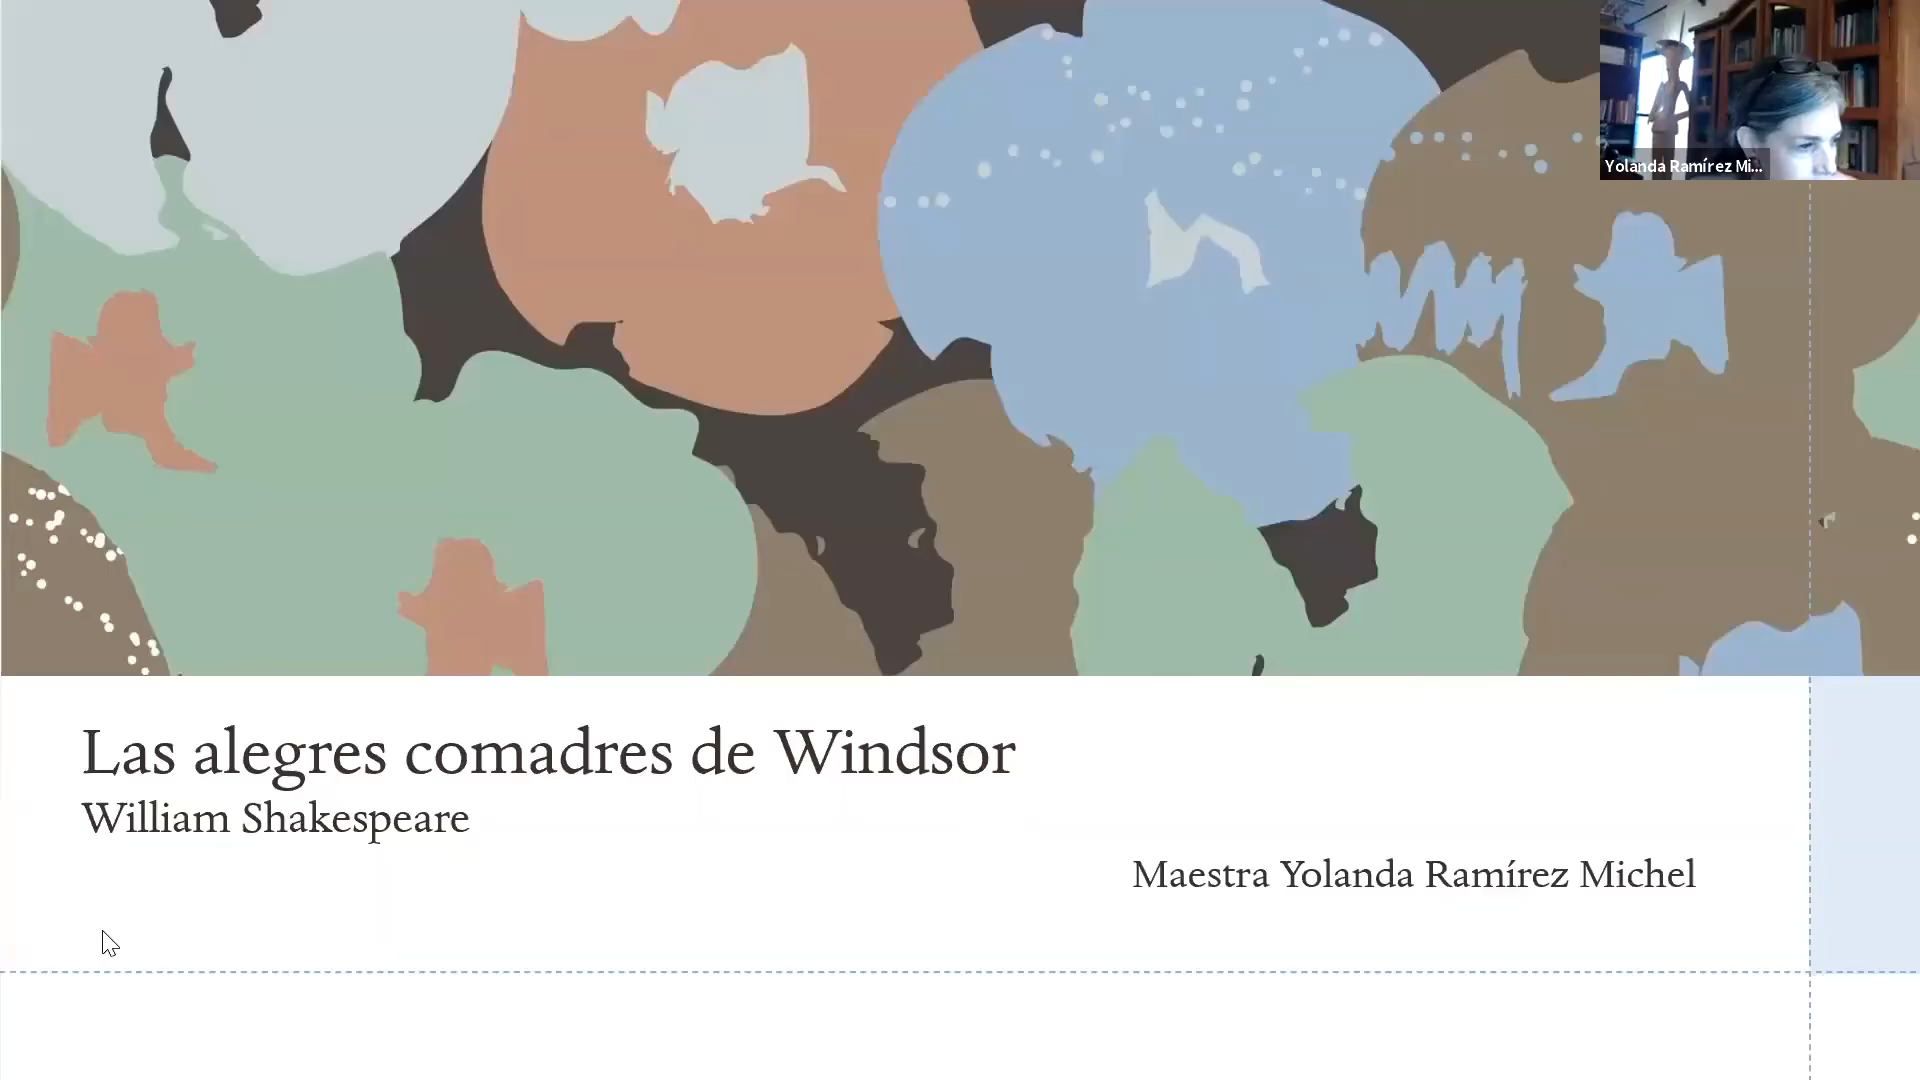 Yolanda Ramírez Mi...
Las alegres comadres de Windsor
William Shakespeare
Maestra Yolanda Ramírez Michel